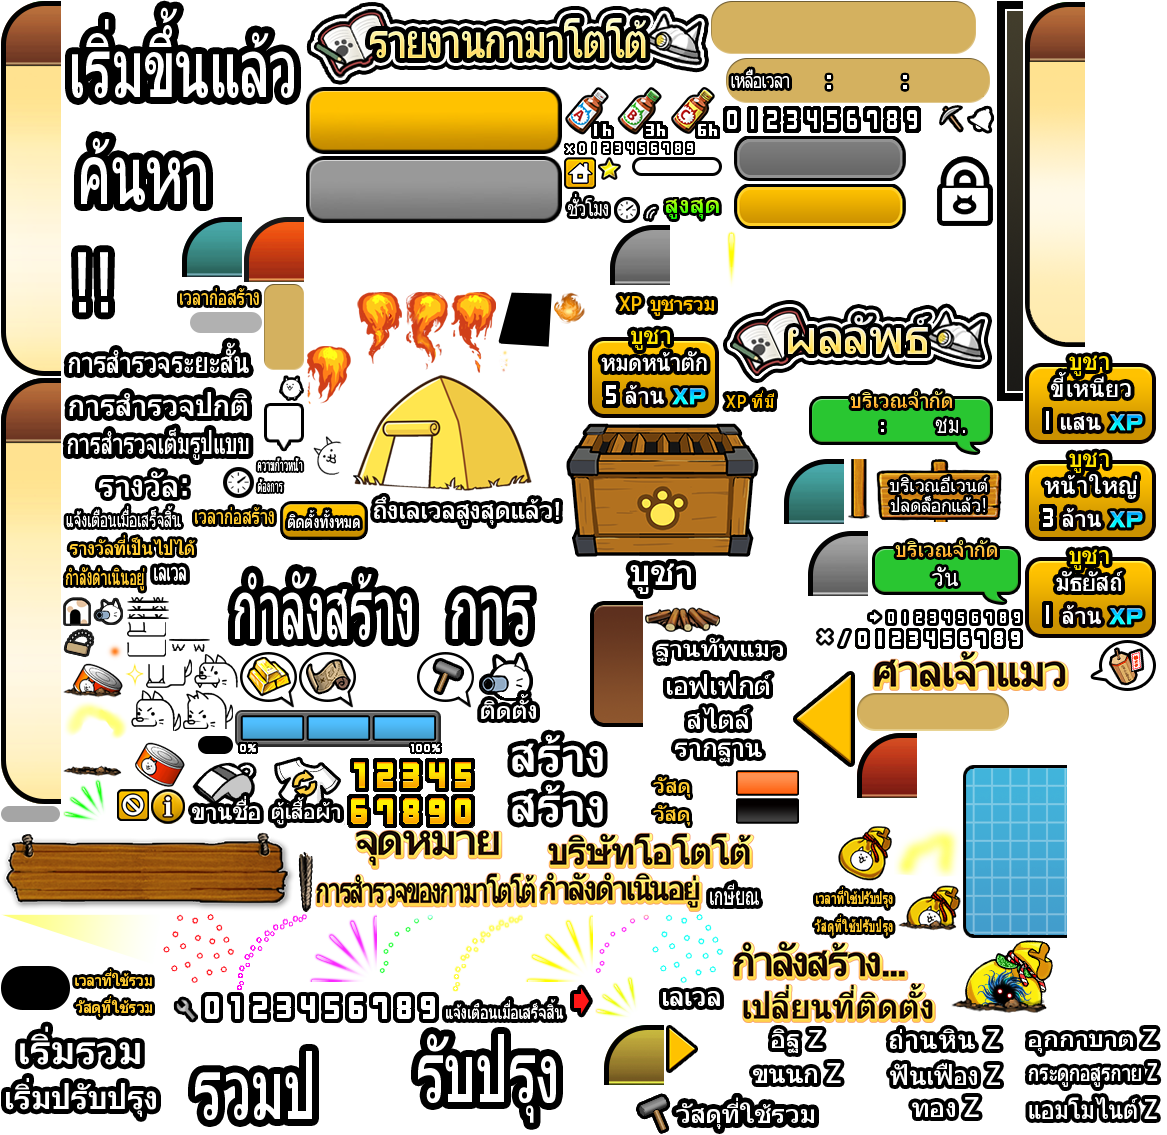 เริ่มขึ้นแล้ว
รายงานกามาโตโต้
เหลือเวลา : :
A B C
1h 3h 6h
0123456789
×0123456789
ค้นหา
ชั่วโมง
สูงสุด
!!
เวลาก่อสร้าง
XP บูชารวม
บูชา
หมดหน้าตัก
5 ล้าน XP
ผลลัพธ์
การสำรวจระยะสั้น
การสำรวจปกติ
การสำรวจเต็มรูปแบบ
XP ที่มี
บริเวณจำกัด
: ชม.
บูชา
ขี้เหนียว
1 แสน XP
รางวัล:
ความก้าวหน้า
ต้องการ
แจ้งเตือนเมื่อเสร็จสิ้น
เวลาก่อสร้าง
ติดตั้งทั้งหมด
ถึงเลเวลสูงสุดแล้ว!
บริเวณอีเวนต์
ปลดล็อกแล้ว!
บูชา
หน้าใหญ่
3 ล้าน XP
รางวัลที่เป็นไปได้
กำลังดำเนินอยู่
เลเวล
บูชา
บริเวณจำกัด
วัน
บูชา
มัธยัสถ์
1 ล้าน XP
กำลังสร้าง การ
→0123456789
×/0123456789
ฐานทัพแมว
เอฟเฟกต์
สไตล์
รากฐาน
ศาลเจ้าแมว
ติดตั้ง
0% 100%
สร้าง
สร้าง
วัสดุ
วัสดุ
12345
67890
ขานชื่อ
ตู้เสื้อผ้า
จุดหมาย
บริษัทโอโตโต้
การสำรวจของกามาโตโต้
กำลังดำเนินอยู่
เกษียณ
เวลาที่ใช้ปรับปรุง
วัสดุที่ใช้ปรับปรุง
เวลาที่ใช้รวม
วัสดุที่ใช้รวม
กำลังสร้าง...
เปลี่ยนที่ติดตั้ง
0123456789
แจ้งเตือนเมื่อเสร็จสิ้น
เลเวล
เริ่มรวม
เริ่มปรับปรุง
รวมป
รับปรุง
อิฐ Z
ขนนก Z
วัสดุที่ใช้รวม
ถ่านหิน Z
ฟันเฟือง Z
ทอง Z
อุกกาบาต Z
กระดูกอสูรกาย Z
แอมโมไนต์ Z